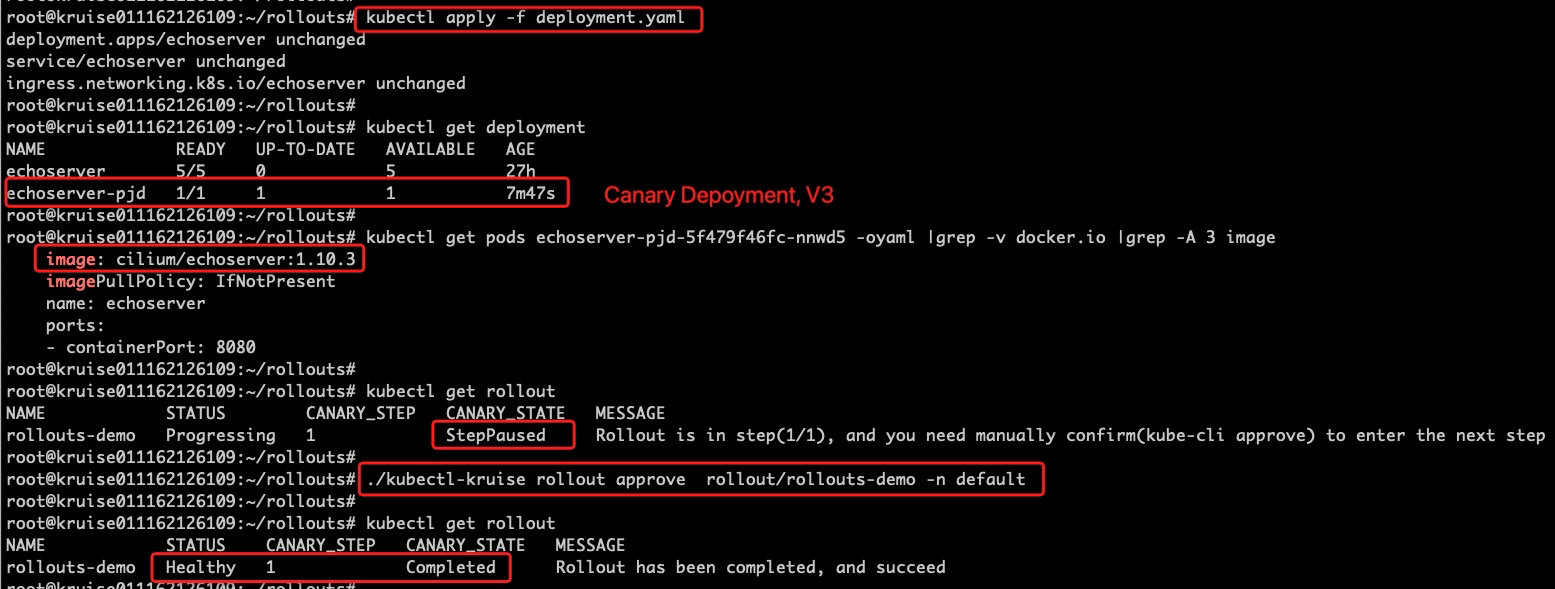 root@kruise011162126109:~/rollouts#
root@kruise011162126109:~/rollouts# kubectl apply -f deployment.yaml
deployment.apps/echoserver unchanged
service/echoserver unchanged
ingress.networking.k8s.io/echoserver unchanged
root@kruise011162126109:~/rollouts#
root@kruise011162126109:~/rollouts# kubectl get deployment
NAME READY UP-TO-DATE AVAILABLE AGE
echoserver 5/5 0 5 27h
echoserver-pjd 1/1 1 1 7m47s Canary Depoyment, V3
root@kruise011162126109:~/rollouts#
root@kruise011162126109:~/rollouts# kubectl get pods echoserver-pjd-5f479f46fc-nnwd5 -oyaml |grep -v docker.io |grep -A 3 image
image: cilium/echoserver:1.10.3
imagePullPolicy: IfNotPresent
name: echoserver
ports:
- containerPort: 8080
root@kruise011162126109:~/rollouts#
root@kruise011162126109:~/rollouts# kubectl get rollout
NAME STATUS CANARY_STEP CANARY_STATE MESSAGE
rollouts-demo Progressing 1 StepPaused Rollout is in step(1/1), and you need manually confirm(kube-cli approve) to enter the next step
root@kruise011162126109:~/rollouts#
root@kruise011162126109:~/rollouts# ./kubectl-kruise rollout approve rollout/rollouts-demo -n default
root@kruise011162126109:~/rollouts#
root@kruise011162126109:~/rollouts# kubectl get rollout
NAME STATUS CANARY_STEP CANARY_STATE MESSAGE
rollouts-demo Healthy 1 Completed Rollout has been completed, and succeed
root@kruise011162126109:~/rollouts#